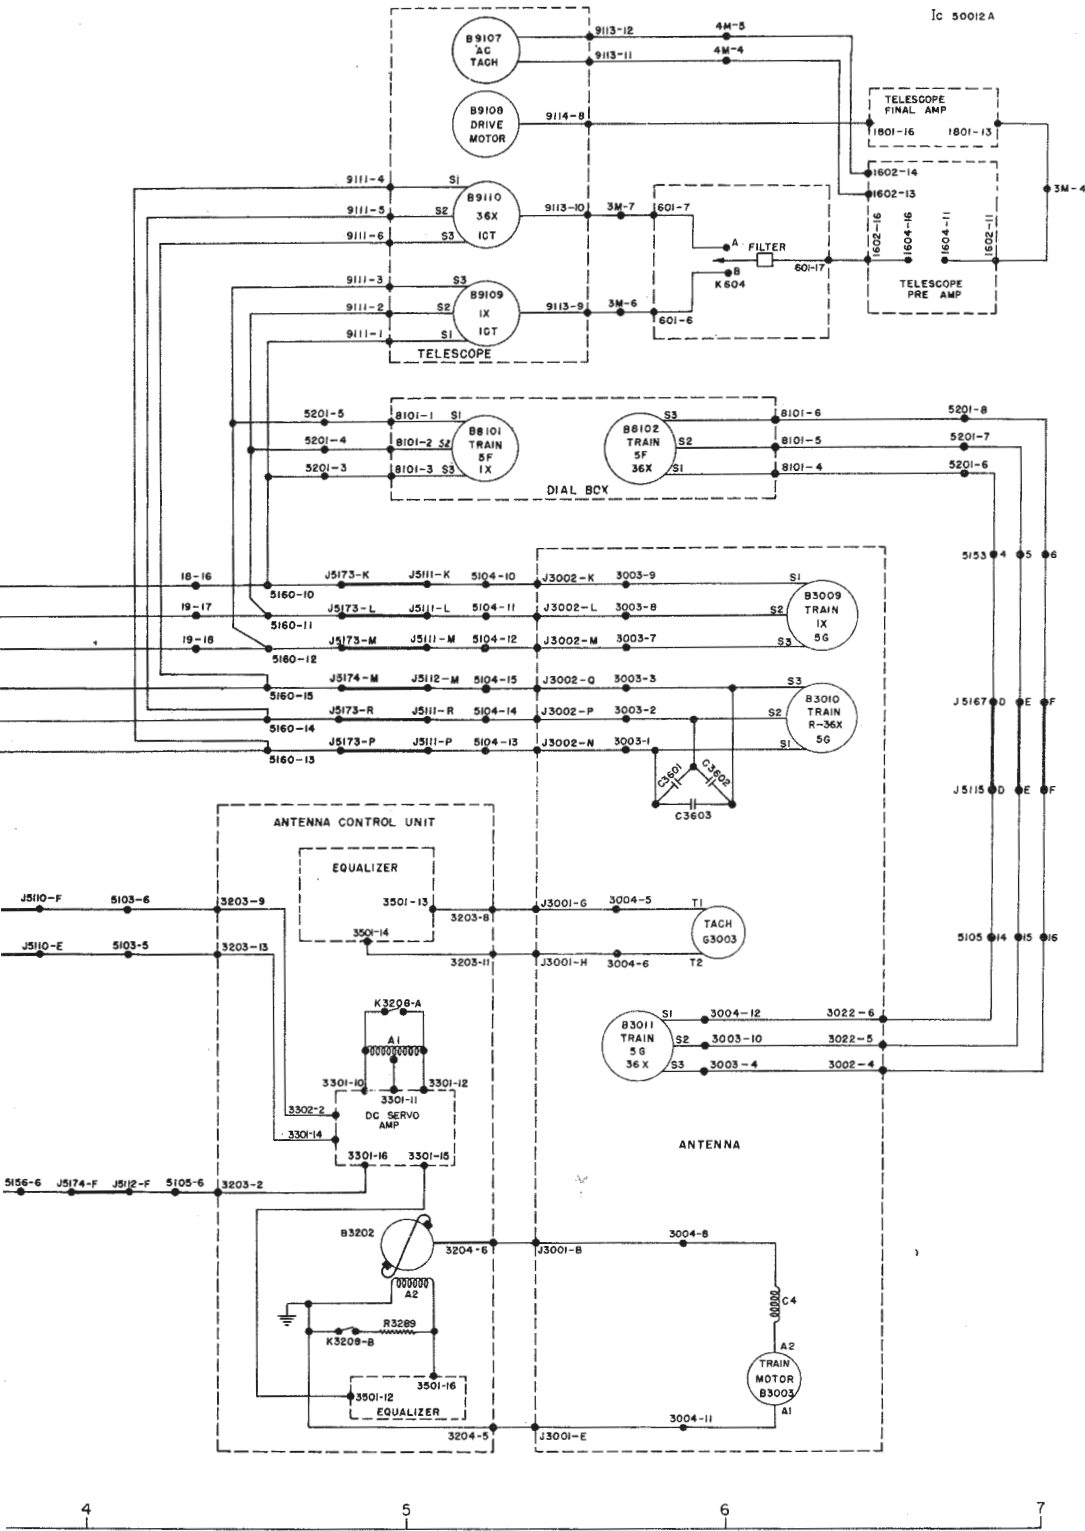 Ic 50012A
B9107
AC
TACH
9113-12
4M-5
9113-11
4M-4
B9108
DRIVE
MOTOR
9114-8
TELESCOPE
FINAL AMP
1801-16
1801-13
1602-14
1602-13
3M-4
9111-4
S1
9111-5
S2
9111-6
S3
B9110
36X
1CT
9113-10
3M-7
601-7
A
FILTER
B
K604
601-17
1602-16
1604-16
1604-11
1602-11
TELESCOPE
PRE AMP
9111-3
S3
9111-2
S2
9111-1
S1
B9109
1X
1CT
9113-9
3M-6
601-6
TELESCOPE
5201-5
8101-1
S1
5201-4
8101-2
S2
5201-3
8101-3
S3
B8101
TRAIN
5F
1X
B8102
TRAIN
5F
36X
S3
8101-6
5201-8
S2
8101-5
5201-7
S1
8101-4
5201-6
DIAL BOX
5153
4
5
6
18-16
5160-10
J5173-K
J5111-K
5104-10
J3002-K
3003-9
S1
19-17
5160-11
J5173-L
J5111-L
5104-11
J3002-L
3003-8
S2
19-18
5160-12
J5173-M
J5111-M
5104-12
J3002-M
3003-7
S3
B3009
TRAIN
1X
5G
5160-15
J5174-M
J5112-M
5104-15
J3002-Q
3003-3
S3
5160-14
J5173-R
J5111-R
5104-14
J3002-P
3003-2
S2
5160-13
J5173-P
J5111-P
5104-13
J3002-N
3003-1
S1
B3010
TRAIN
R-36X
5G
J5167
D
E
F
C3601
C3602
C3603
J5115
D
E
F
ANTENNA CONTROL UNIT
EQUALIZER
3501-13
3501-14
J5110-F
5103-6
3203-9
3203-8
J3001-G
3004-5
T1
J5110-E
5103-5
3203-13
3203-11
J3001-H
3004-6
T2
TACH
G3003
5105
14
15
16
K3208-A
A1
3301-10
3301-11
3301-12
3302-2
3301-14
DC SERVO
AMP
3301-16
3301-15
B3011
TRAIN
5G
36X
S1
3004-12
3022-6
S2
3003-10
3022-5
S3
3003-4
3002-4
ANTENNA
5156-6
J5174-F
J5112-F
5105-6
3203-2
B3202
3204-6
J3001-B
3004-8
A2
R3289
K3208-B
3501-12
3501-16
EQUALIZER
C4
A2
TRAIN
MOTOR
B3003
A1
3204-5
J3001-E
3004-11
4
5
6
7